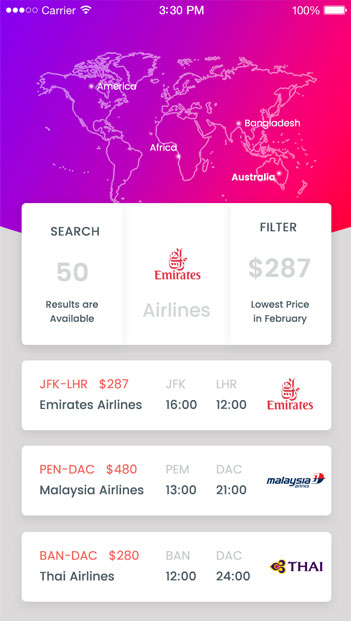 Carrier 3:30 PM 100%
America
Bangladesh
Africa
Australia
SEARCH
50
Results are
Available
Emirates
Airlines
FILTER
$287
Lowest Price
in February
JFK-LHR $287 JFK LHR
Emirates Airlines 16:00 12:00
Emirates
PEN-DAC $480 PEM DAC
Malaysia Airlines 13:00 21:00
malaysia
airlines
BAN-DAC $280 BAN DAC
Thai Airlines 12:00 24:00
THAI